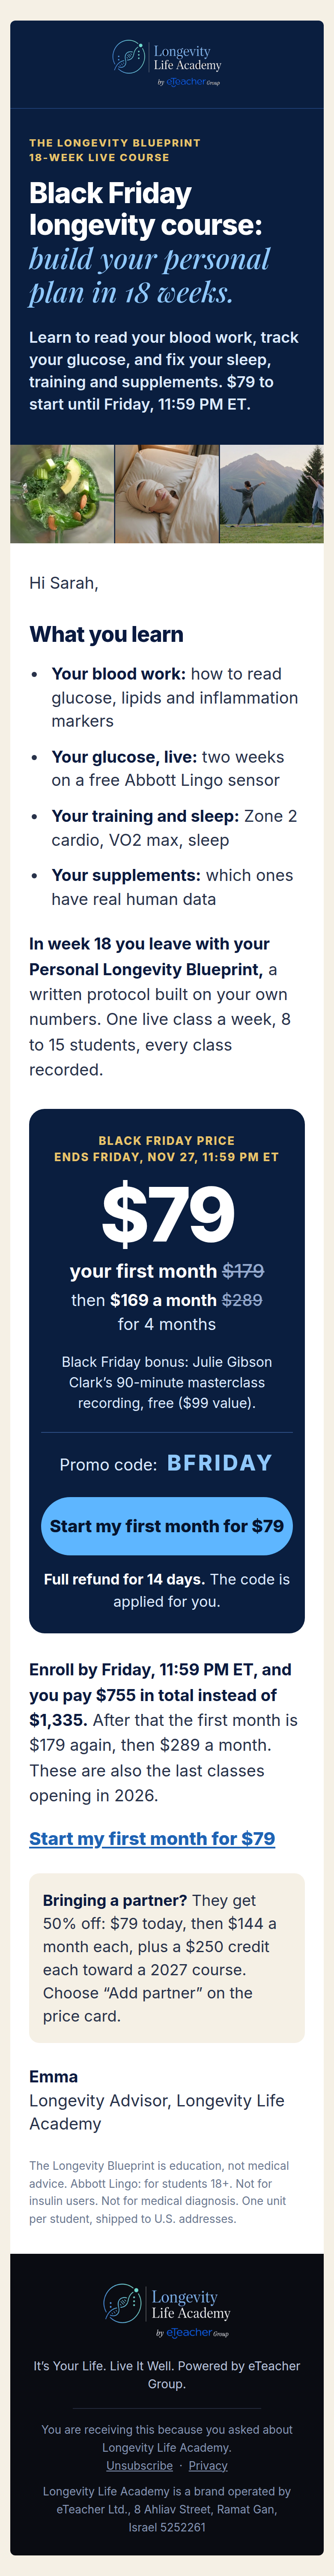 Longevity
Life Academy
by eTeacher Group
THE LONGEVITY BLUEPRINT
18-WEEK LIVE COURSE
Black Friday
longevity course:
build your personal
plan in 18 weeks.
Learn to read your blood work, track
your glucose, and fix your sleep,
training and supplements. $79 to
start until Friday, 11:59 PM ET.
Hi Sarah,
What you learn
• Your blood work: how to read
glucose, lipids and inflammation
markers
• Your glucose, live: two weeks
on a free Abbott Lingo sensor
• Your training and sleep: Zone 2
cardio, VO2 max, sleep
• Your supplements: which ones
have real human data
In week 18 you leave with your
Personal Longevity Blueprint, a
written protocol built on your own
numbers. One live class a week, 8
to 15 students, every class
recorded.
BLACK FRIDAY PRICE
ENDS FRIDAY, NOV 27, 11:59 PM ET
$79
your first month $179
then $169 a month $289
for 4 months
Black Friday bonus: Julie Gibson
Clark’s 90-minute masterclass
recording, free ($99 value).
Promo code: BFRIDAY
Start my first month for $79
Full refund for 14 days. The code is
applied for you.
Enroll by Friday, 11:59 PM ET, and
you pay $755 in total instead of
$1,335. After that the first month is
$179 again, then $289 a month.
These are also the last classes
opening in 2026.
Start my first month for $79
Bringing a partner? They get
50% off: $79 today, then $144 a
month each, plus a $250 credit
each toward a 2027 course.
Choose “Add partner” on the
price card.
Emma
Longevity Advisor, Longevity Life
Academy
The Longevity Blueprint is education, not medical
advice. Abbott Lingo: for students 18+. Not for
insulin users. Not for medical diagnosis. One unit
per student, shipped to U.S. addresses.
Longevity
Life Academy
by eTeacher Group
It’s Your Life. Live It Well. Powered by eTeacher
Group.
You are receiving this because you asked about
Longevity Life Academy.
Unsubscribe · Privacy
Longevity Life Academy is a brand operated by
eTeacher Ltd., 8 Ahliav Street, Ramat Gan,
Israel 5252261